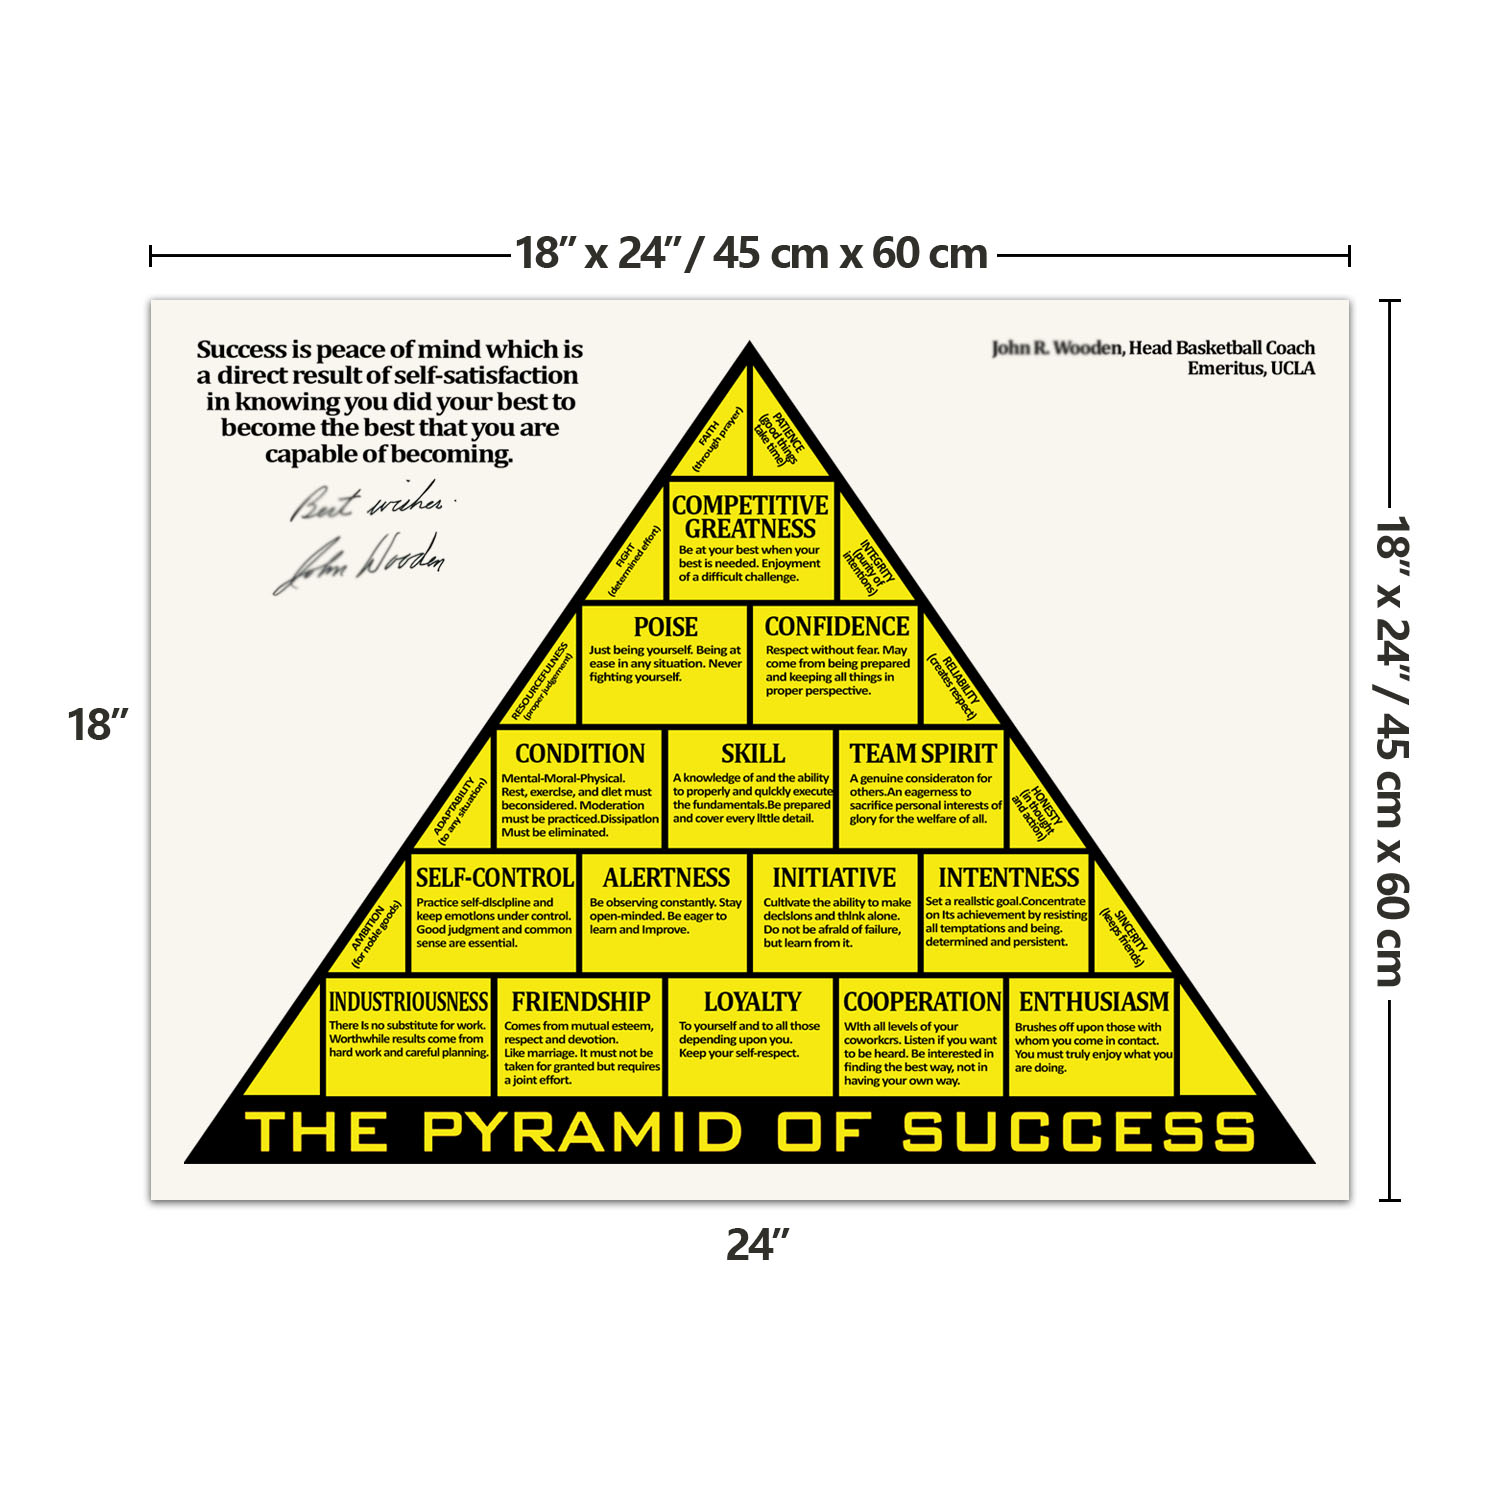 18” x 24” / 45 cm x 60 cm
Success is peace of mind which is
a direct result of self-satisfaction
in knowing you did your best to
become the best that you are
capable of becoming.
Best wishes
John Wooden
John R. Wooden, Head Basketball Coach
Emeritus, UCLA
FAITH
(through prayer)
PATIENCE
(good things
take time)
FIGHT
(determined effort)
COMPETITIVE
GREATNESS
Be at your best when your
best is needed. Enjoyment
of a difficult challenge.
INTEGRITY
(purity of
intentions)
RESOURCEFULNESS
(proper judgement)
POISE
Just being yourself. Being at
ease in any situation. Never
fighting yourself.
CONFIDENCE
Respect without fear. May
come from being prepared
and keeping all things in
proper perspective.
RELIABILITY
(creates respect)
ADAPTABILITY
(to any situation)
CONDITION
Mental-Moral-Physical.
Rest, exercIse, and dIet must
beconsidered. Moderation
must be practiced.DissipatIon
Must be eliminated.
SKILL
A knowledge of and the ability
to properly and quIckly execute
the fundamentals.Be prepared
and cover every lIttle detail.
TEAM SPIRIT
A genuine consideraton for
others.An eagerness to
sacrifice personal interests of
glory for the welfare of all.
HONESTY
(in thought
and action)
AMBITION
(for noble goods)
SELF-CONTROL
Practice self-dIscIpline and
keep emotIons under control.
Good judgment and common
sense are essential.
ALERTNESS
Be observing constantly. Stay
open-minded. Be eager to
learn and Improve.
INITIATIVE
CultIvate the ability to make
decIsIons and thInk alone.
Do not be afraId of failure,
but learn from it.
INTENTNESS
Set a realIstic goal.Concentrate
on Its achievement by resisting
all temptations and being.
determined and persistent.
SINCERITY
(keeps friends)
INDUSTRIOUSNESS
There Is no substitute for work.
Worthwhile results come from
hard work and careful planning.
FRIENDSHIP
Comes from mutual esteem,
respect and devotion.
Like marriage. It must not be
taken for granted but requires
a joint effort.
LOYALTY
To yourself and to all those
depending upon you.
Keep your self-respect.
COOPERATION
WIth all levels of your
coworkcrs. Listen if you want
to be heard. Be interested in
finding the best way, not in
having your own way.
ENTHUSIASM
Brushes off upon those with
whom you come in contact.
You must truly enjoy what you
are doing.
THE PYRAMID OF SUCCESS
18”
24”
18” x 24” / 45 cm x 60 cm